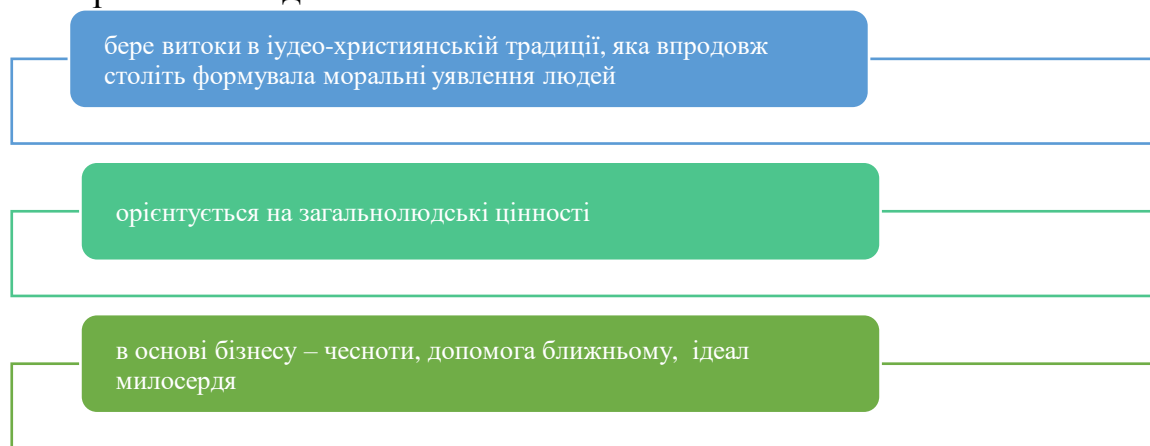 бере витоки в іудео-християнській традиції, яка впродовж
століть формувала моральні уявлення людей
орієнтується на загальнолюдські цінності
в основі бізнесу – чесноти, допомога ближньому, ідеал
милосердя